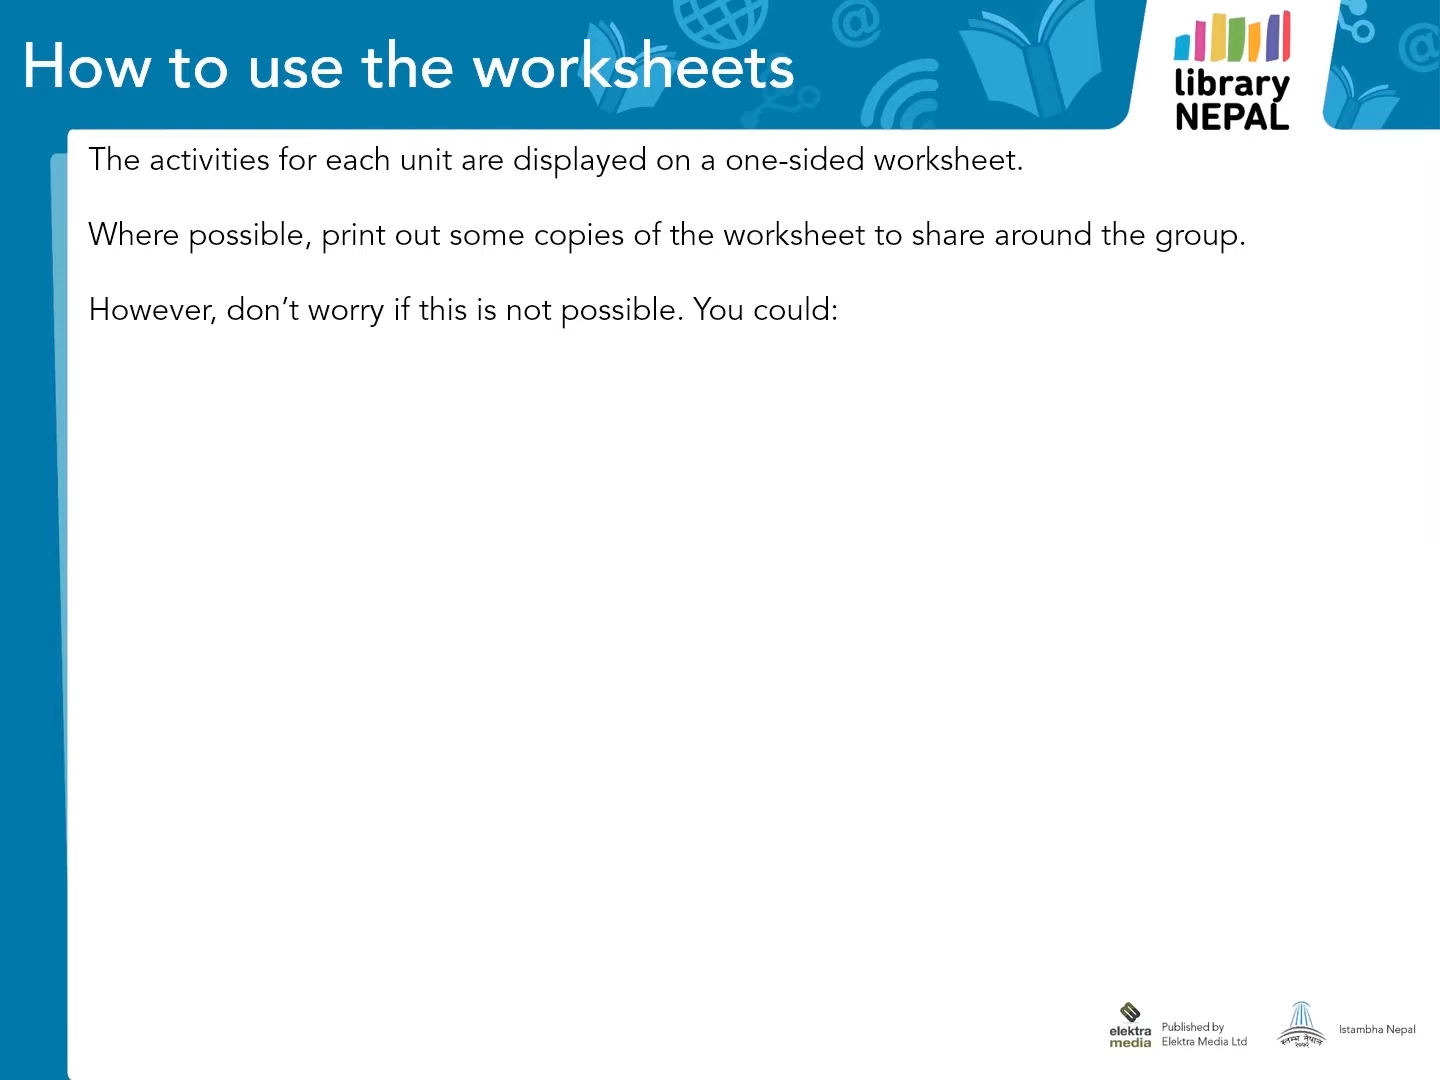 How to use the worksheets
library
NEPAL
The activities for each unit are displayed on a one-sided worksheet.
Where possible, print out some copies of the worksheet to share around the group.
However, don’t worry if this is not possible. You could:
elektra
media
Published by
Elektra Media Ltd
स्तम्भ नेपाल
२०७२
Istambha Nepal